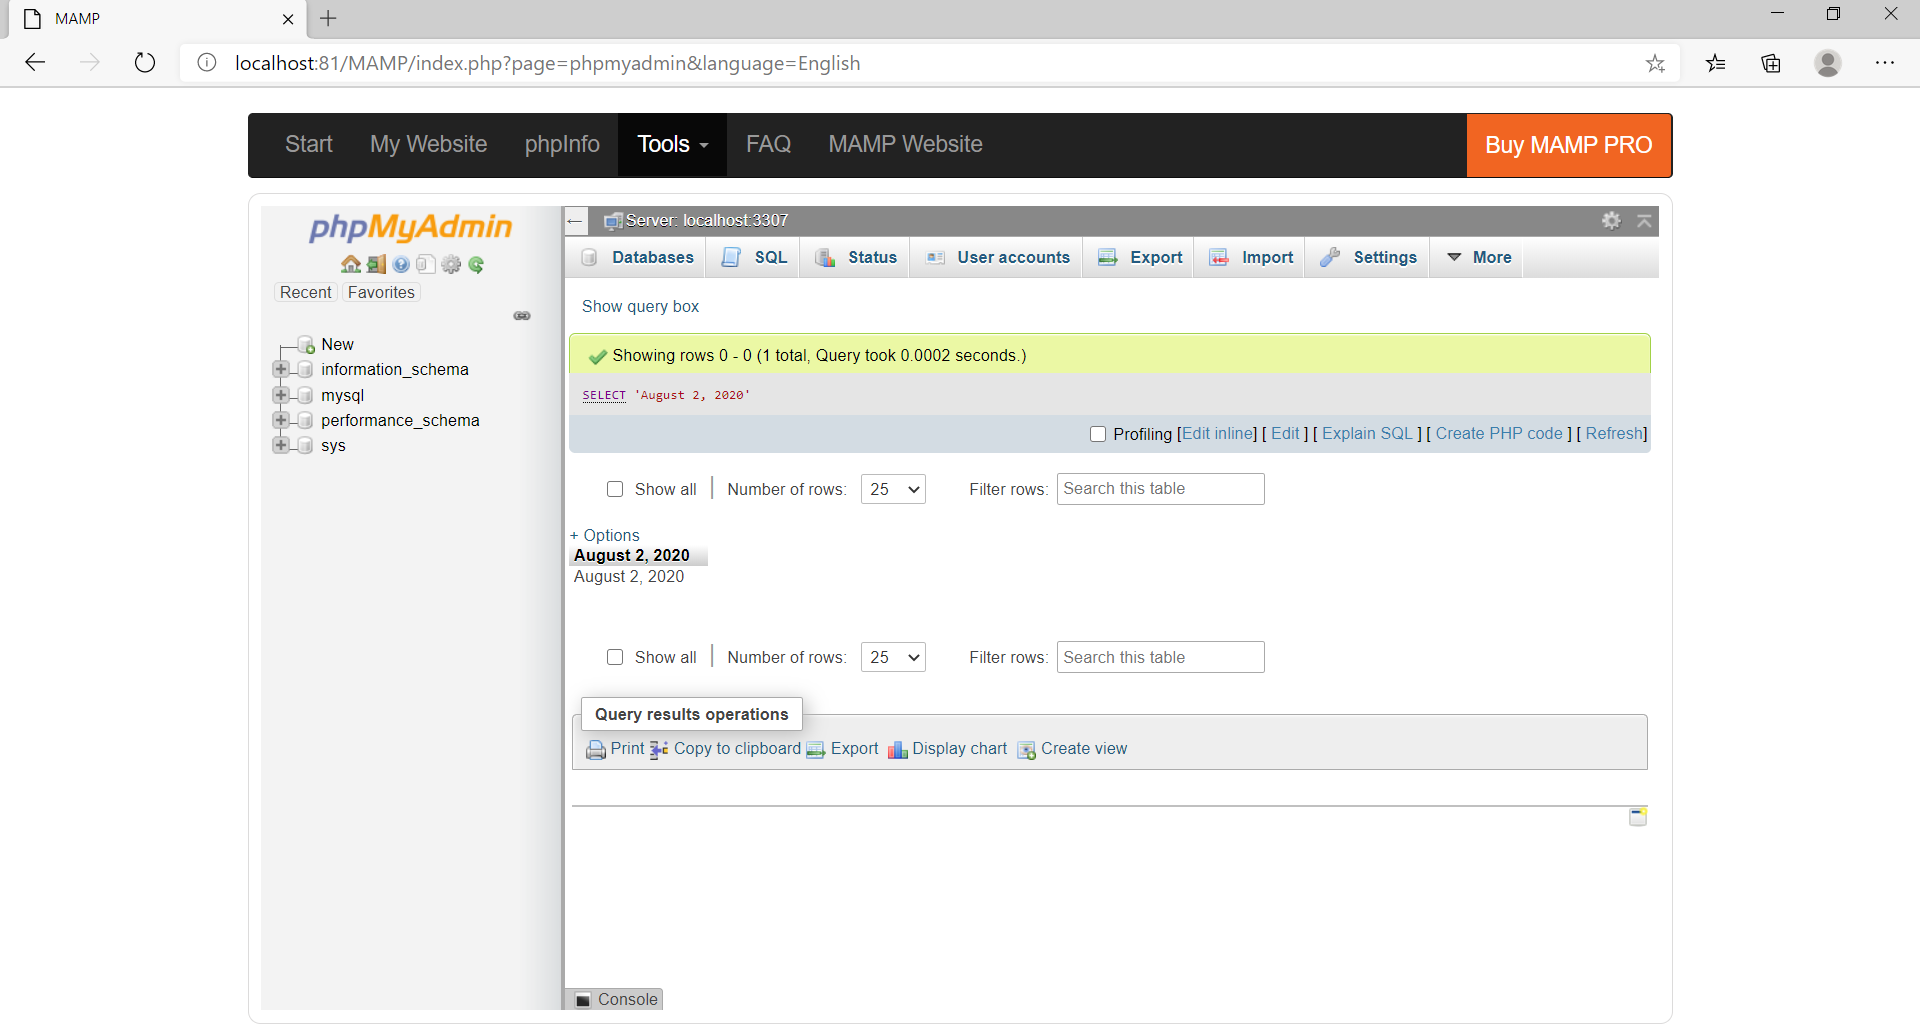 MAMP
localhost:81/MAMP/index.php?page=phpmyadmin&language=English
Start My Website phpInfo Tools FAQ MAMP Website Buy MAMP PRO
phpMyAdmin
Recent Favorites
New
information_schema
mysql
performance_schema
sys
Server: localhost:3307
Databases SQL Status User accounts Export Import Settings More
Show query box
Showing rows 0 - 0 (1 total, Query took 0.0002 seconds.)
SELECT 'August 2, 2020'
Profiling [Edit inline] [ Edit ] [ Explain SQL ] [ Create PHP code ] [ Refresh]
Show all | Number of rows: 25 Filter rows: Search this table
+ Options
August 2, 2020
August 2, 2020
Show all | Number of rows: 25 Filter rows: Search this table
Query results operations
Print Copy to clipboard Export Display chart Create view
Console